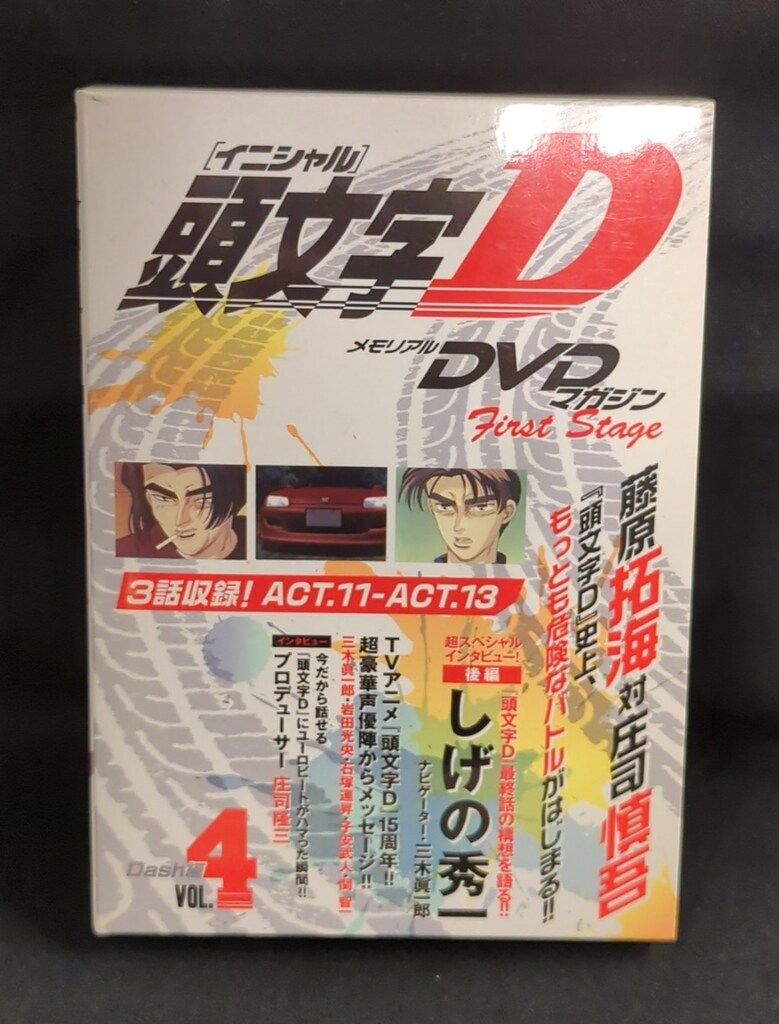 [イニシャル]
頭文字D
メモリアル
DVD
マガジン
First Stage
3話収録! ACT.11-ACT.13
藤原拓海 対 庄司慎吾
『頭文字D』史上、
もっとも危険なバトルがはじまる!!
超スペシャル
インタビュー!
後編
『頭文字D』最終話の構想を語る!!
しげの秀一
ナビゲーター・三木眞一郎
TVアニメ『頭文字D』15周年!!
超豪華声優陣からメッセージ!!
三木眞一郎・岩田光央・石塚運昇・子安武人・関智一
インタビュー
今だから話せる
『頭文字D』にユーロビートがハマった瞬間!!
プロデューサー 庄司隆三
Dash編
VOL.4